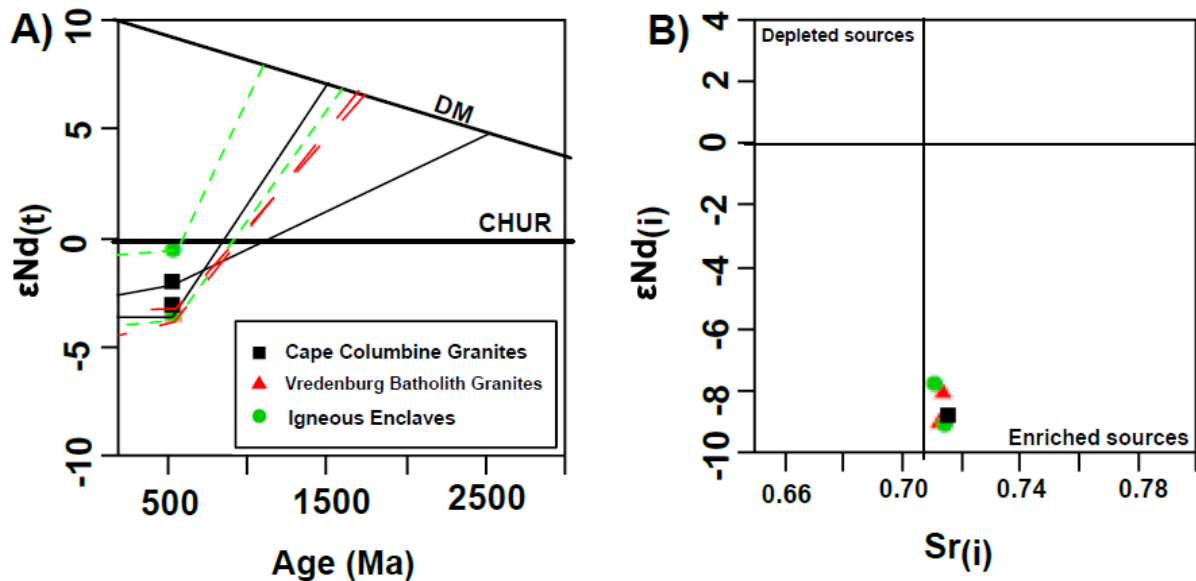 A)
10
5
0
-5
-10
εNd(t)
DM
CHUR
Cape Columbine Granites
Vredenburg Batholith Granites
Igneous Enclaves
500 1500 2500
Age (Ma)
B)
4
2
0
-2
-4
-6
-8
-10
εNd(i)
Depleted sources
Enriched sources
0.66 0.70 0.74 0.78
Sr(i)